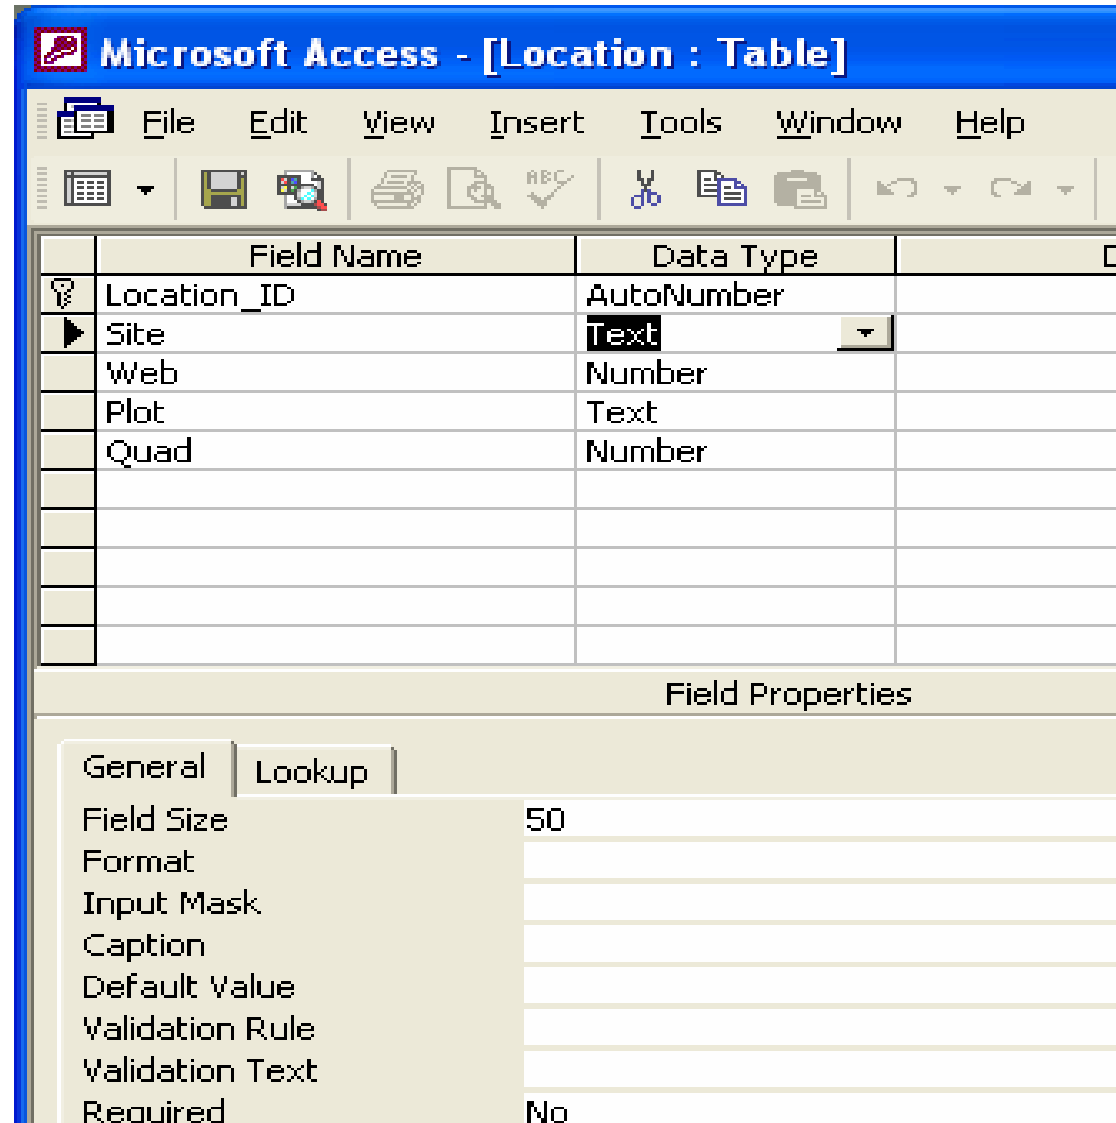 Microsoft Access - [Location : Table]
File Edit View Insert Tools Window Help
ABC
Field Name Data Type
Location_ID AutoNumber
Site Text
Web Number
Plot Text
Quad Number
Field Properties
General Lookup
Field Size 50
Format
Input Mask
Caption
Default Value
Validation Rule
Validation Text
Required No